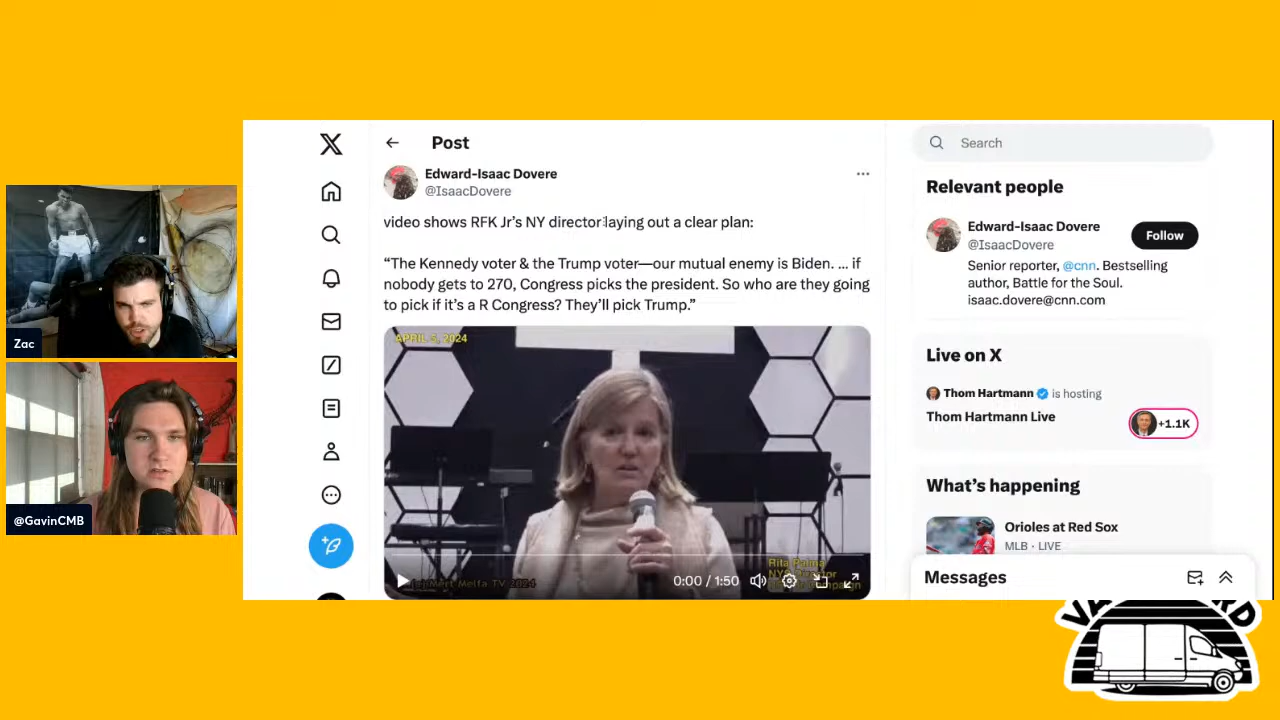 Zac
@GavinCMB
Post
Edward-Isaac Dovere
@IsaacDovere
video shows RFK Jr's NY director laying out a clear plan:
“The Kennedy voter & the Trump voter—our mutual enemy is Biden. ... if
nobody gets to 270, Congress picks the president. So who are they going
to pick if it’s a R Congress? They’ll pick Trump.”
APRIL 5, 2024
Rita Palma
0:00 / 1:50
Search
Relevant people
Edward-Isaac Dovere
@IsaacDovere
Follow
Senior reporter, @cnn. Bestselling
author, Battle for the Soul.
isaac.dovere@cnn.com
Live on X
Thom Hartmann is hosting
Thom Hartmann Live
+1.1K
What’s happening
Orioles at Red Sox
MLB · LIVE
Messages